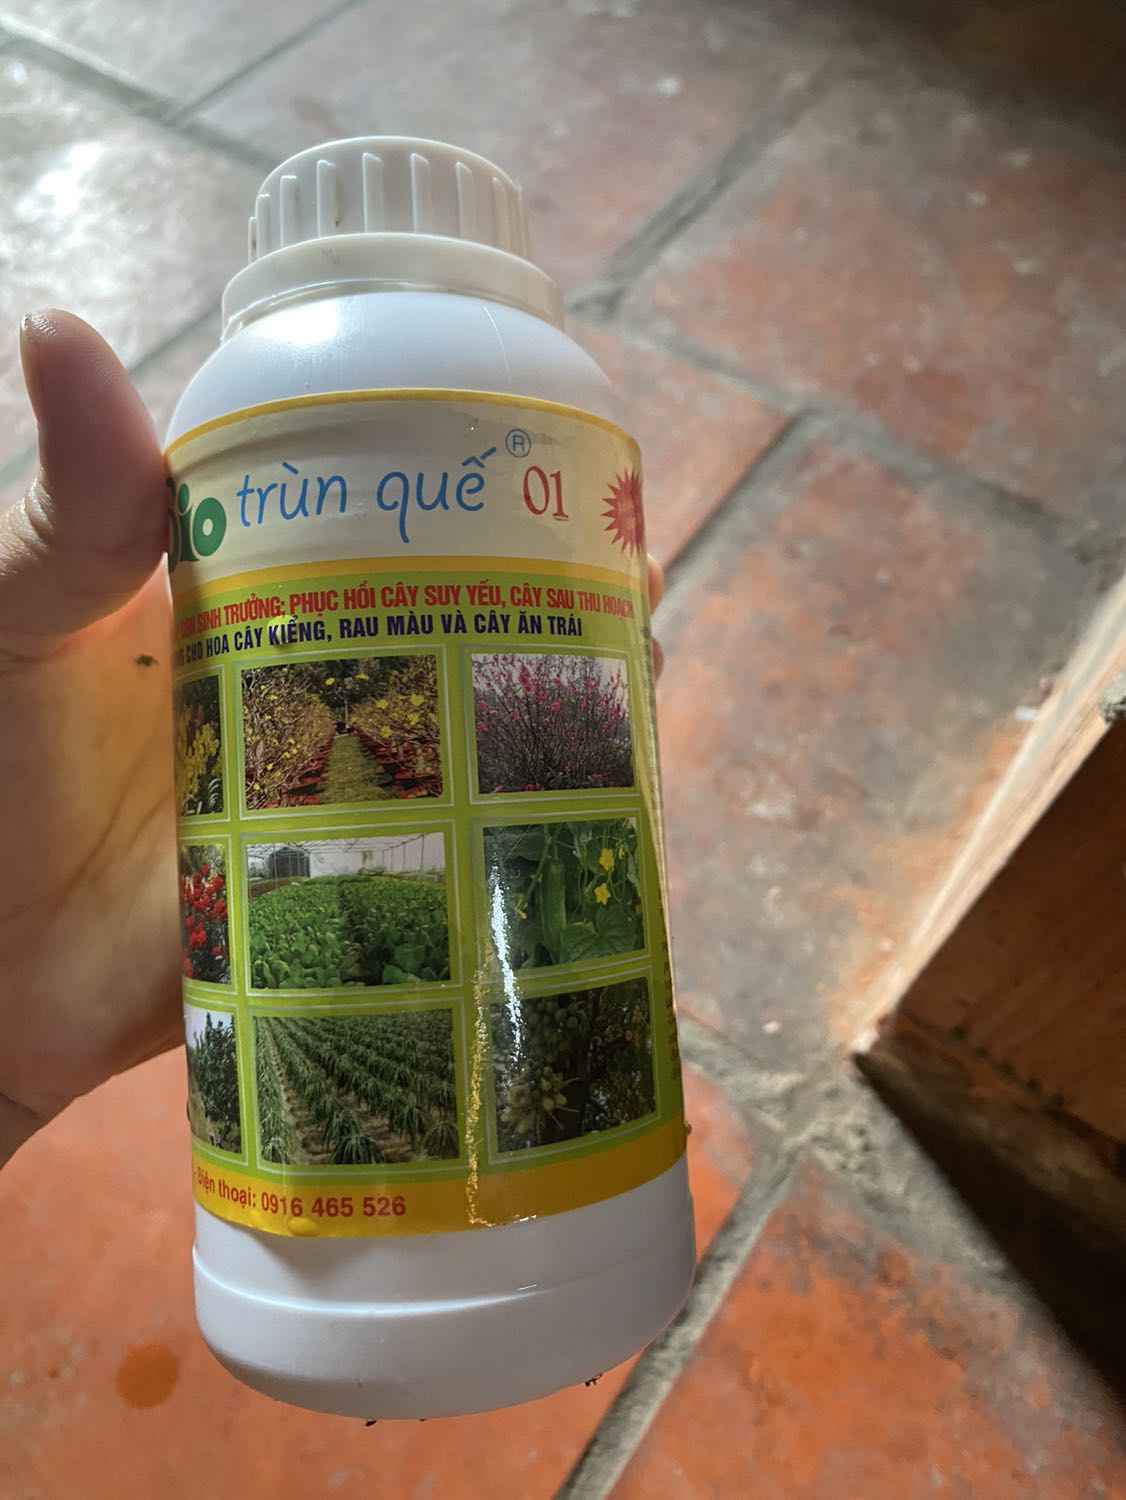 Bio trùn quế ® 01
SINH TRƯỞNG; PHỤC HỒI CÂY SUY YẾU, CÂY SAU THU HOẠCH
CHO HOA CÂY KIỂNG, RAU MÀU VÀ CÂY ĂN TRÁI
- Điện thoại: 0916 465 526